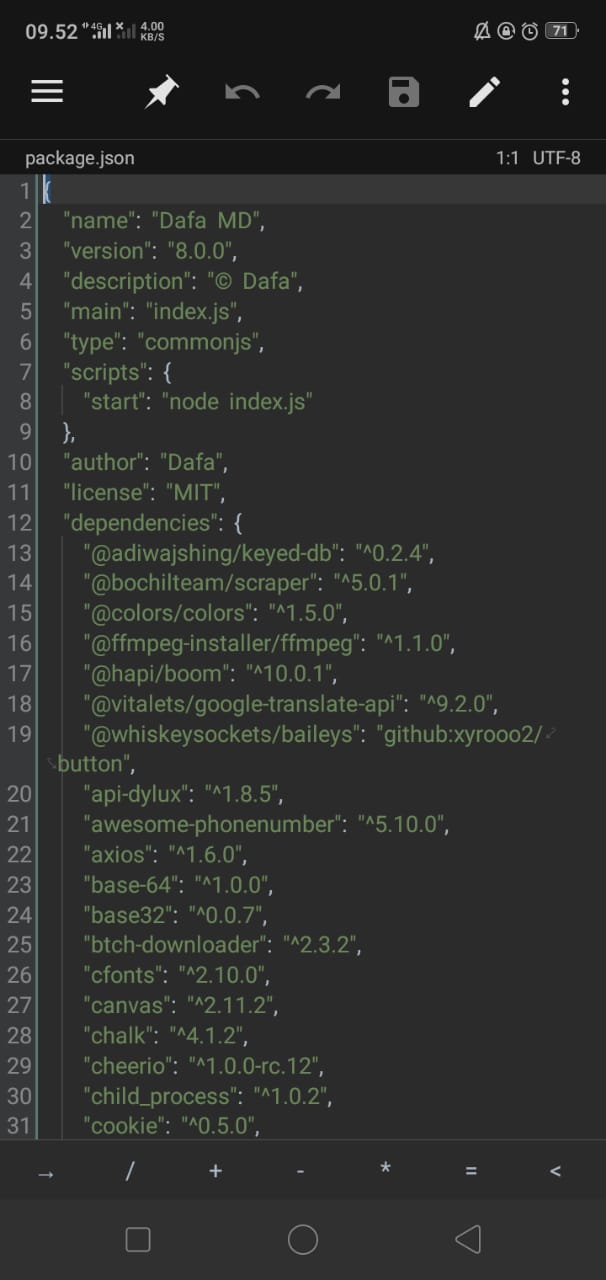 09.52 4G 4.00 KB/S 71
package.json 1:1 UTF-8
1 {
2 "name": "Dafa MD",
3 "version": "8.0.0",
4 "description": "© Dafa",
5 "main": "index.js",
6 "type": "commonjs",
7 "scripts": {
8 "start": "node index.js"
9 },
10 "author": "Dafa",
11 "license": "MIT",
12 "dependencies": {
13 "@adiwajshing/keyed-db": "^0.2.4",
14 "@bochilteam/scraper": "^5.0.1",
15 "@colors/colors": "^1.5.0",
16 "@ffmpeg-installer/ffmpeg": "^1.1.0",
17 "@hapi/boom": "^10.0.1",
18 "@vitalets/google-translate-api": "^9.2.0",
19 "@whiskeysockets/baileys": "github:xyrooo2/
button",
20 "api-dylux": "^1.8.5",
21 "awesome-phonenumber": "^5.10.0",
22 "axios": "^1.6.0",
23 "base-64": "^1.0.0",
24 "base32": "^0.0.7",
25 "btch-downloader": "^2.3.2",
26 "cfonts": "^2.10.0",
27 "canvas": "^2.11.2",
28 "chalk": "^4.1.2",
29 "cheerio": "^1.0.0-rc.12",
30 "child_process": "^1.0.2",
31 "cookie": "^0.5.0",
→ / + - * = <